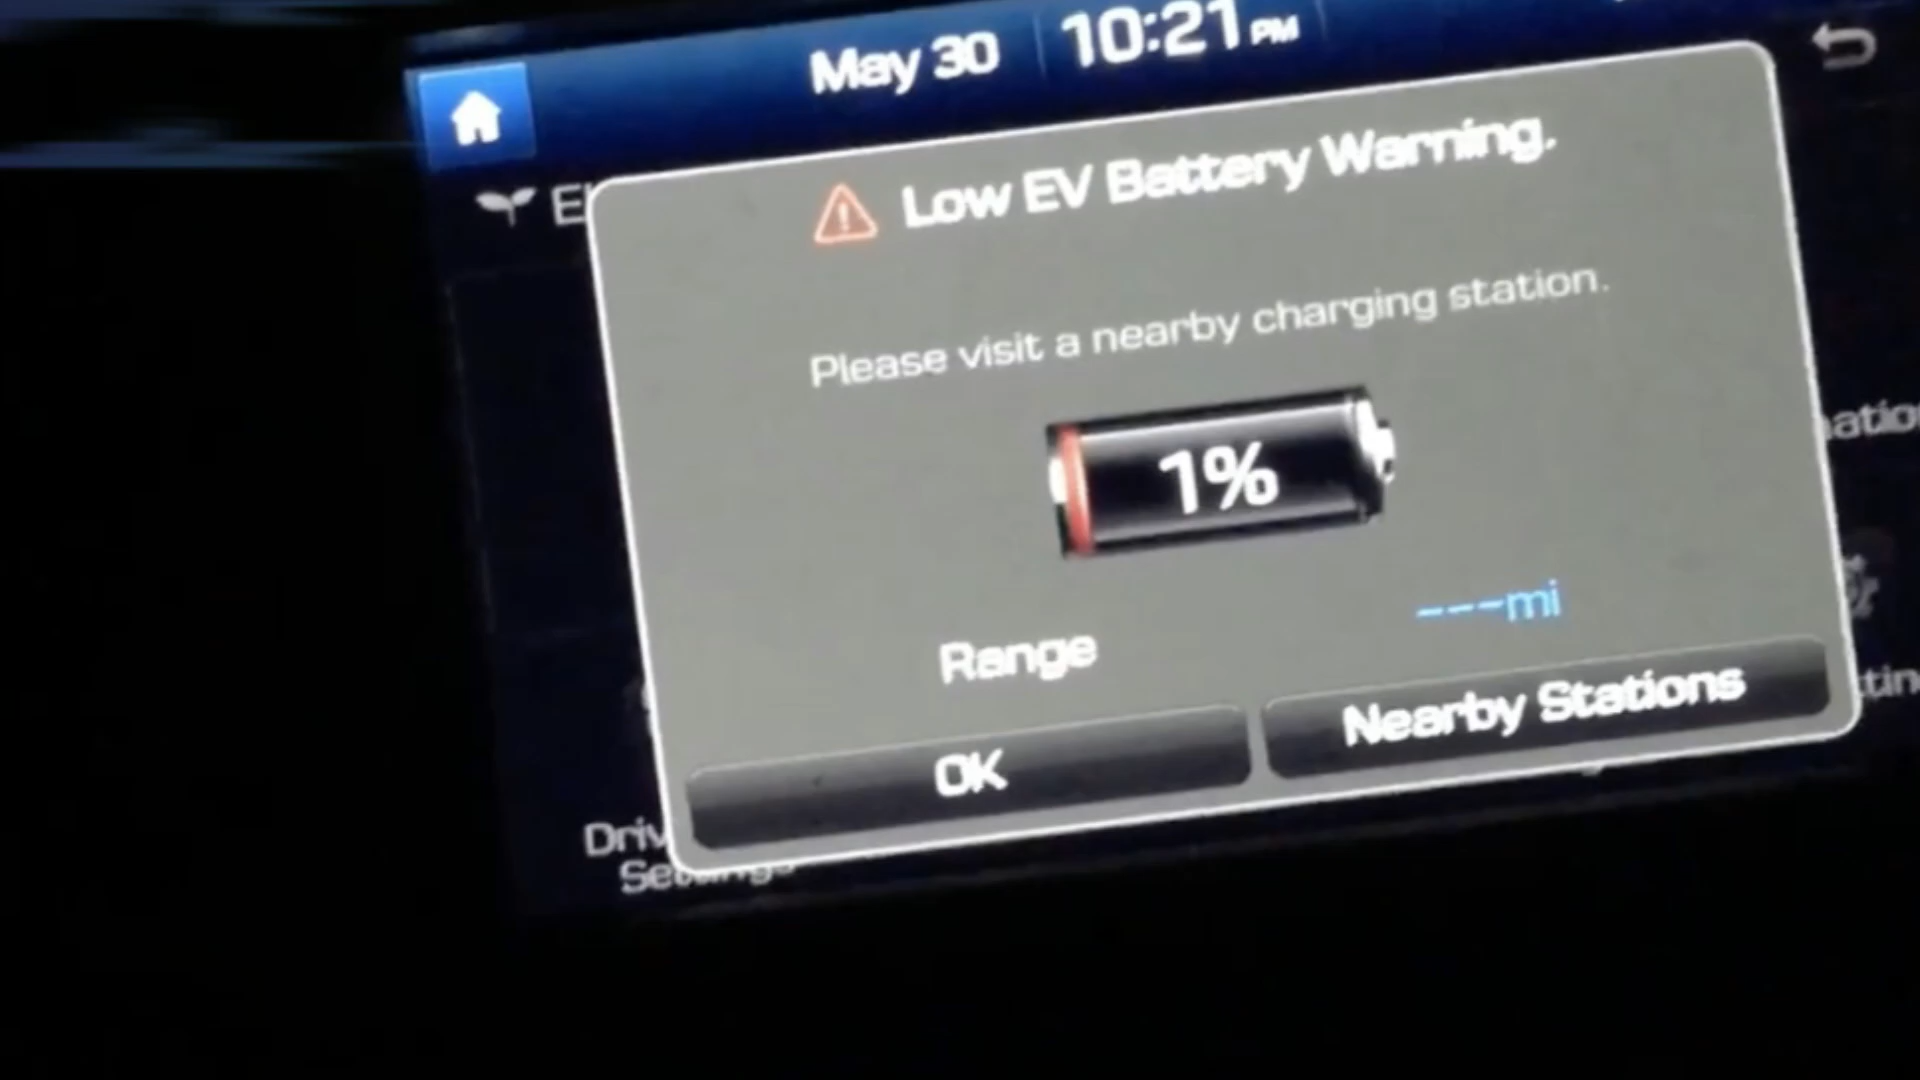 May 30 10:21 PM
Low EV Battery Warning.
Please visit a nearby charging station.
1%
Range ---mi
OK Nearby Stations
Settings